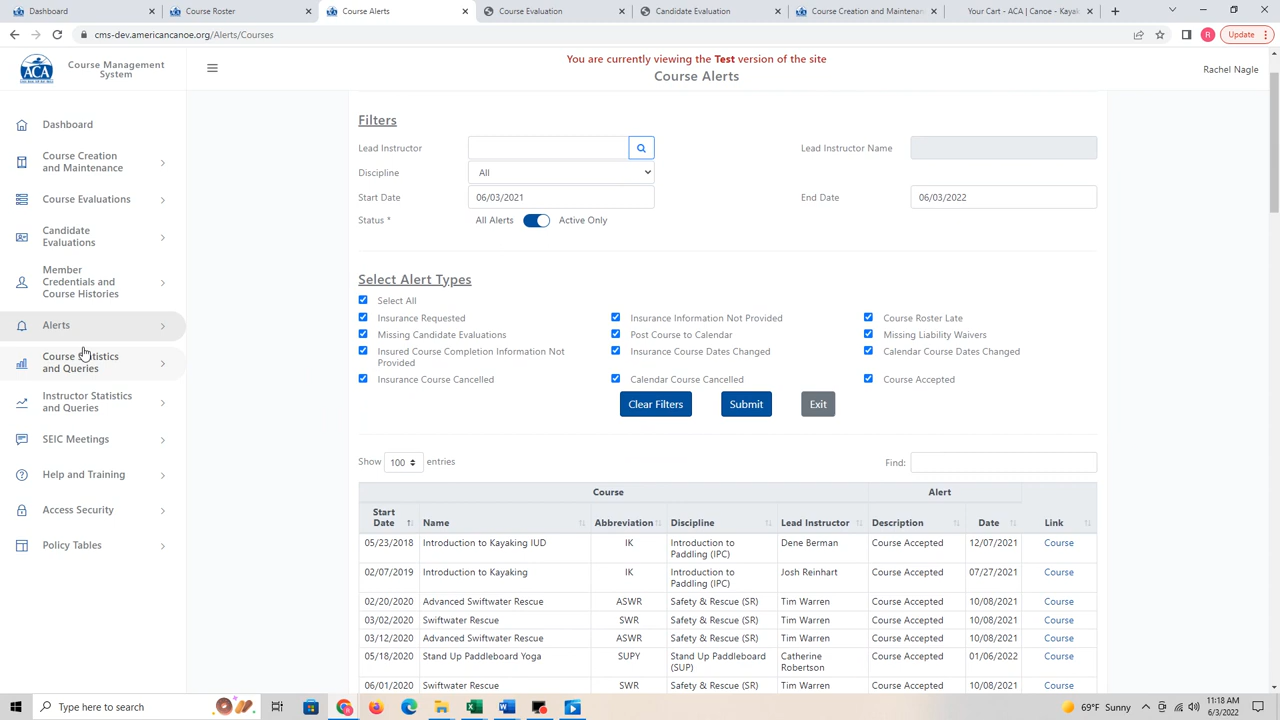 Dashboard
Course Roster
Course Alerts
Course Evaluation
Candidate Evaluation
Course Creation and Maintenan
Your Cart - ACA | Canoe - Kayak
cms-dev.americancanoe.org/Alerts/Courses
Update
ACA
Course Management
System
You are currently viewing the Test version of the site
Course Alerts
Rachel Nagle
Dashboard
Course Creation
and Maintenance
Course Evaluations
Candidate
Evaluations
Member
Credentials and
Course Histories
Alerts
Course Statistics
and Queries
Instructor Statistics
and Queries
SEIC Meetings
Help and Training
Access Security
Policy Tables
Filters
Lead Instructor
Lead Instructor Name
Discipline
All
Start Date
06/03/2021
End Date
06/03/2022
Status *
All Alerts
Active Only
Select Alert Types
Select All
Insurance Requested
Insurance Information Not Provided
Course Roster Late
Missing Candidate Evaluations
Post Course to Calendar
Missing Liability Waivers
Insured Course Completion Information Not
Provided
Insurance Course Dates Changed
Calendar Course Dates Changed
Insurance Course Cancelled
Calendar Course Cancelled
Course Accepted
Clear Filters
Submit
Exit
Show 100 entries
Find:
Course
Alert
Start
Date
Name
Abbreviation
Discipline
Lead Instructor
Description
Date
Link
05/23/2018 Introduction to Kayaking IUD IK Introduction to
Paddling (IPC) Dene Berman Course Accepted 12/07/2021 Course
02/07/2019 Introduction to Kayaking IK Introduction to
Paddling (IPC) Josh Reinhart Course Accepted 07/27/2021 Course
02/20/2020 Advanced Swiftwater Rescue ASWR Safety & Rescue (SR) Tim Warren Course Accepted 10/08/2021 Course
03/02/2020 Swiftwater Rescue SWR Safety & Rescue (SR) Tim Warren Course Accepted 10/08/2021 Course
03/12/2020 Advanced Swiftwater Rescue ASWR Safety & Rescue (SR) Tim Warren Course Accepted 10/08/2021 Course
05/18/2020 Stand Up Paddleboard Yoga SUPY Stand Up Paddleboard
(SUP) Catherine
Robertson Course Accepted 01/06/2022 Course
06/01/2020 Swiftwater Rescue SWR Safety & Rescue (SR) Tim Warren Course Accepted 10/08/2021 Course
Type here to search
69°F Sunny
11:18 AM
6/3/2022